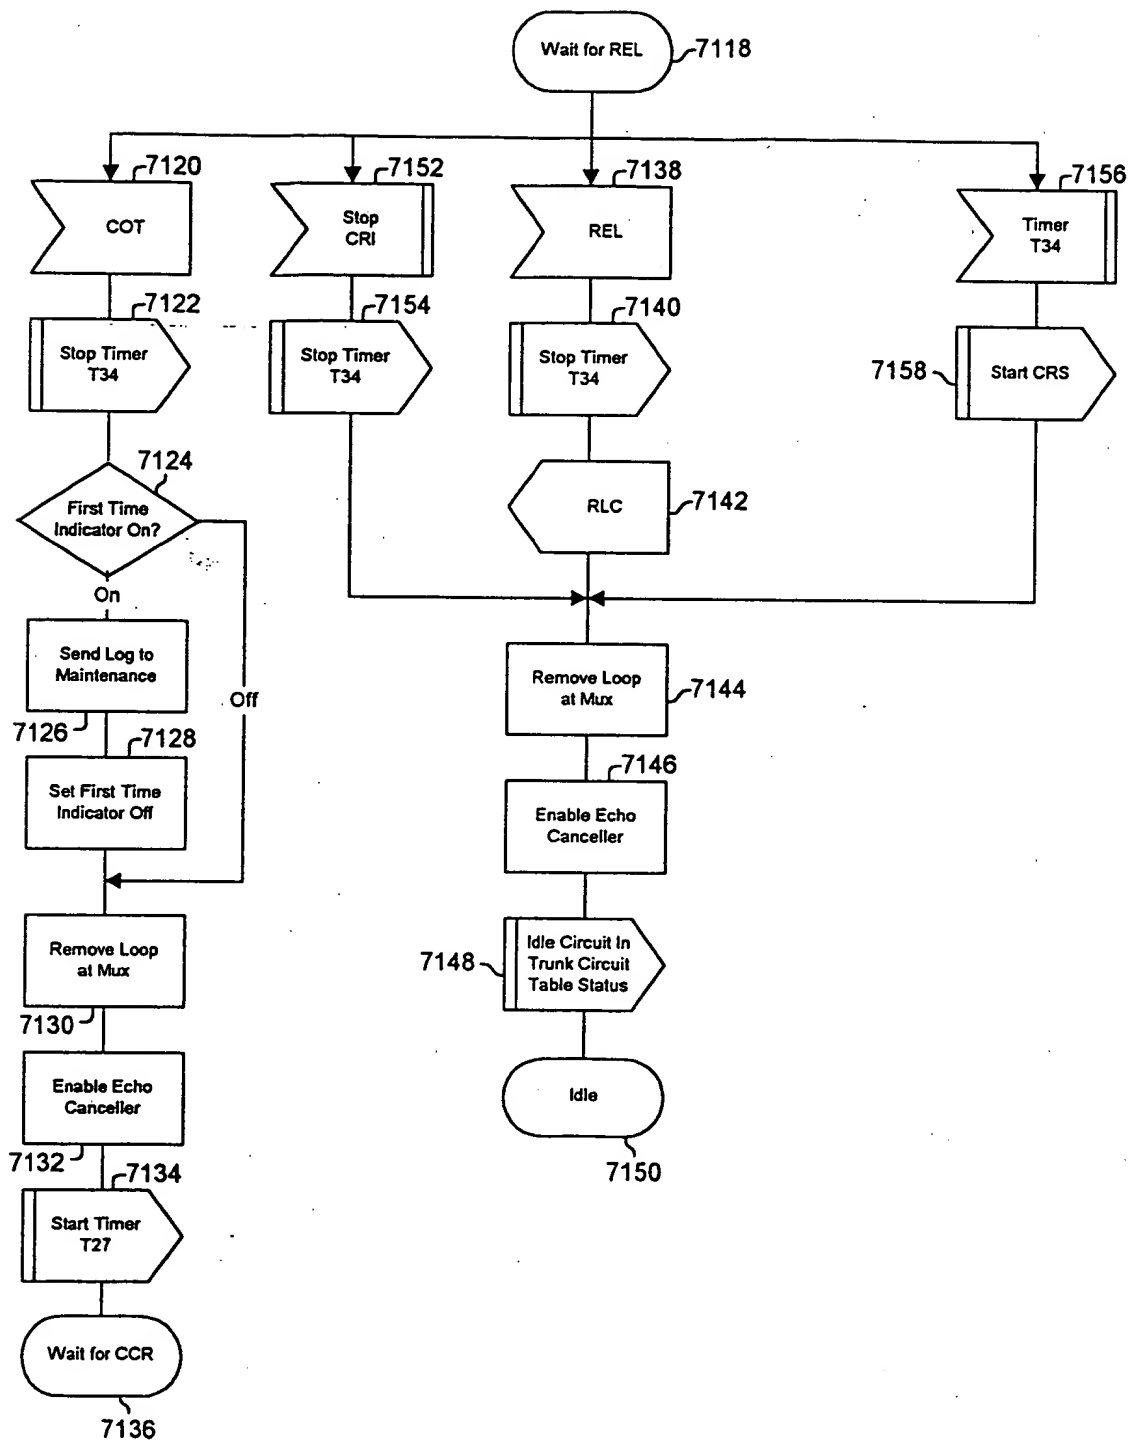 Wait for REL
7118
7120
COT
7152
Stop
CRI
7138
REL
7156
Timer
T34
7122
Stop Timer
T34
7154
Stop Timer
T34
7140
Stop Timer
T34
7158
Start CRS
7124
First Time
Indicator On?
On
Off
RLC
7142
Send Log to
Maintenance
7126
7128
Set First Time
Indicator Off
Remove Loop
at Mux
7144
7146
Enable Echo
Canceller
Remove Loop
at Mux
7130
7148
Idle Circuit In
Trunk Circuit
Table Status
Enable Echo
Canceller
7132
Idle
7150
7134
Start Timer
T27
Wait for CCR
7136